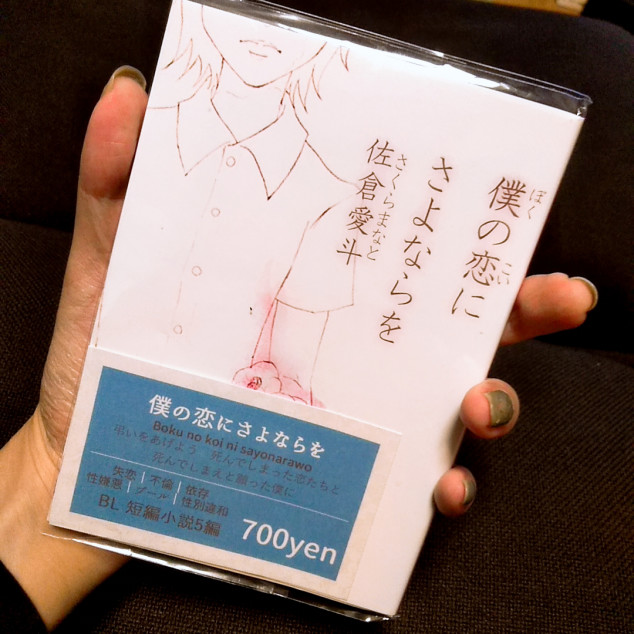 僕の恋に
ぼく
こい
さよならを
佐倉愛斗
さくらまなと
僕の恋にさよならを
Boku no koi ni sayonarawo
弔いをあげよう 死んでしまった恋たちと
死んでしまえと願った僕に
失恋 不倫 依存
性嫌悪 プール 性別違和
BL 短編小説5編
700yen